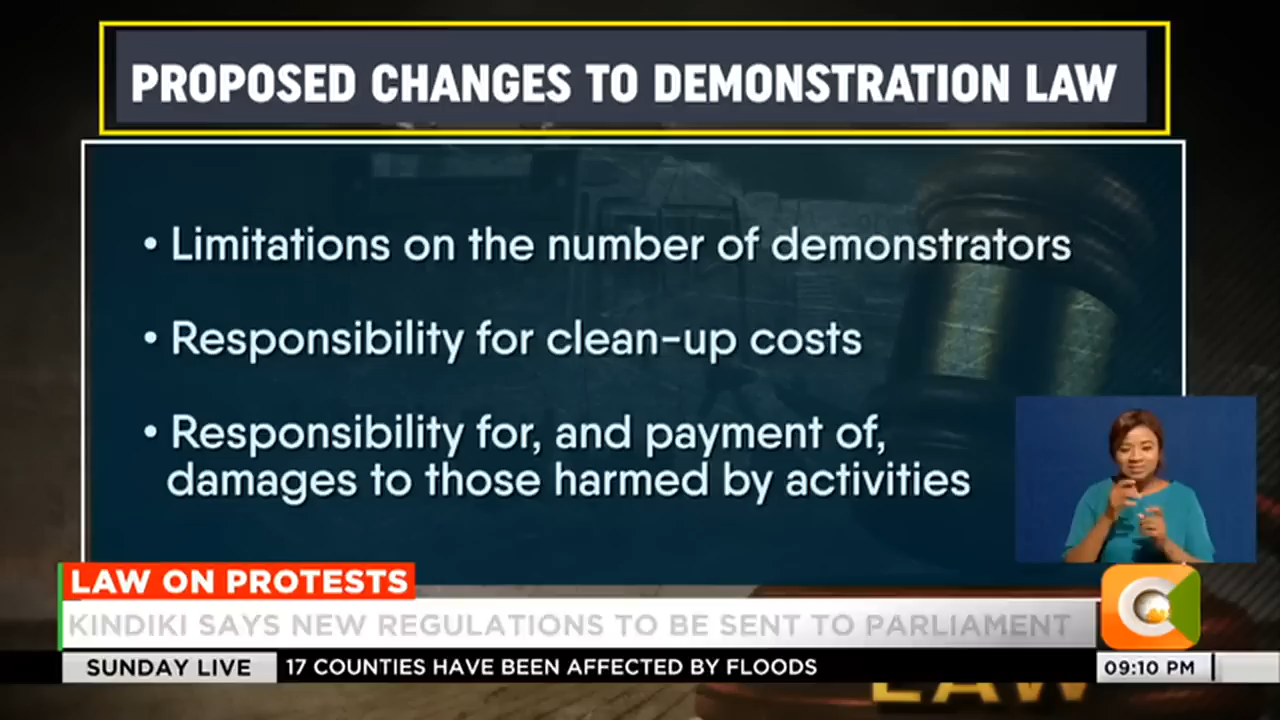 PROPOSED CHANGES TO DEMONSTRATION LAW
• Limitations on the number of demonstrators
• Responsibility for clean-up costs
• Responsibility for, and payment of,
damages to those harmed by activities
LAW ON PROTESTS
KINDIKI SAYS NEW REGULATIONS TO BE SENT TO PARLIAMENT
SUNDAY LIVE
17 COUNTIES HAVE BEEN AFFECTED BY FLOODS
09:10 PM
LAW